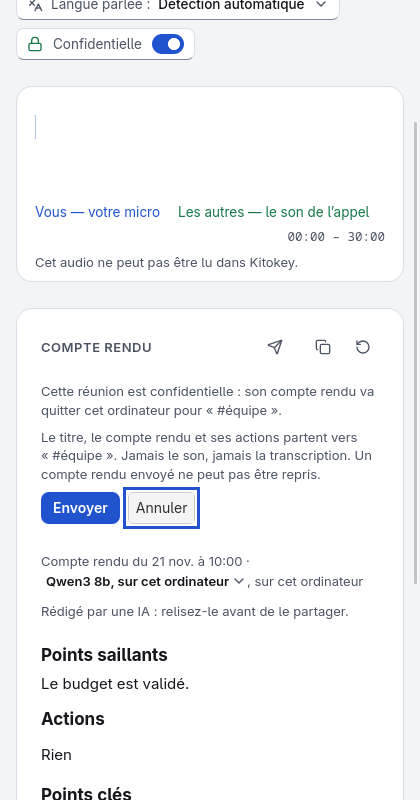 Langue parlée : Détection automatique
Confidentielle
Vous — votre micro Les autres — le son de l'appel
00:00 – 30:00
Cet audio ne peut pas être lu dans Kitokey.
COMPTE RENDU
Cette réunion est confidentielle : son compte rendu va
quitter cet ordinateur pour « #équipe ».
Le titre, le compte rendu et ses actions partent vers
« #équipe ». Jamais le son, jamais la transcription. Un
compte rendu envoyé ne peut pas être repris.
Envoyer Annuler
Compte rendu du 21 nov. à 10:00 ·
Qwen3 8b, sur cet ordinateur , sur cet ordinateur
Rédigé par une IA : relisez-le avant de le partager.
Points saillants
Le budget est validé.
Actions
Rien
Points clés